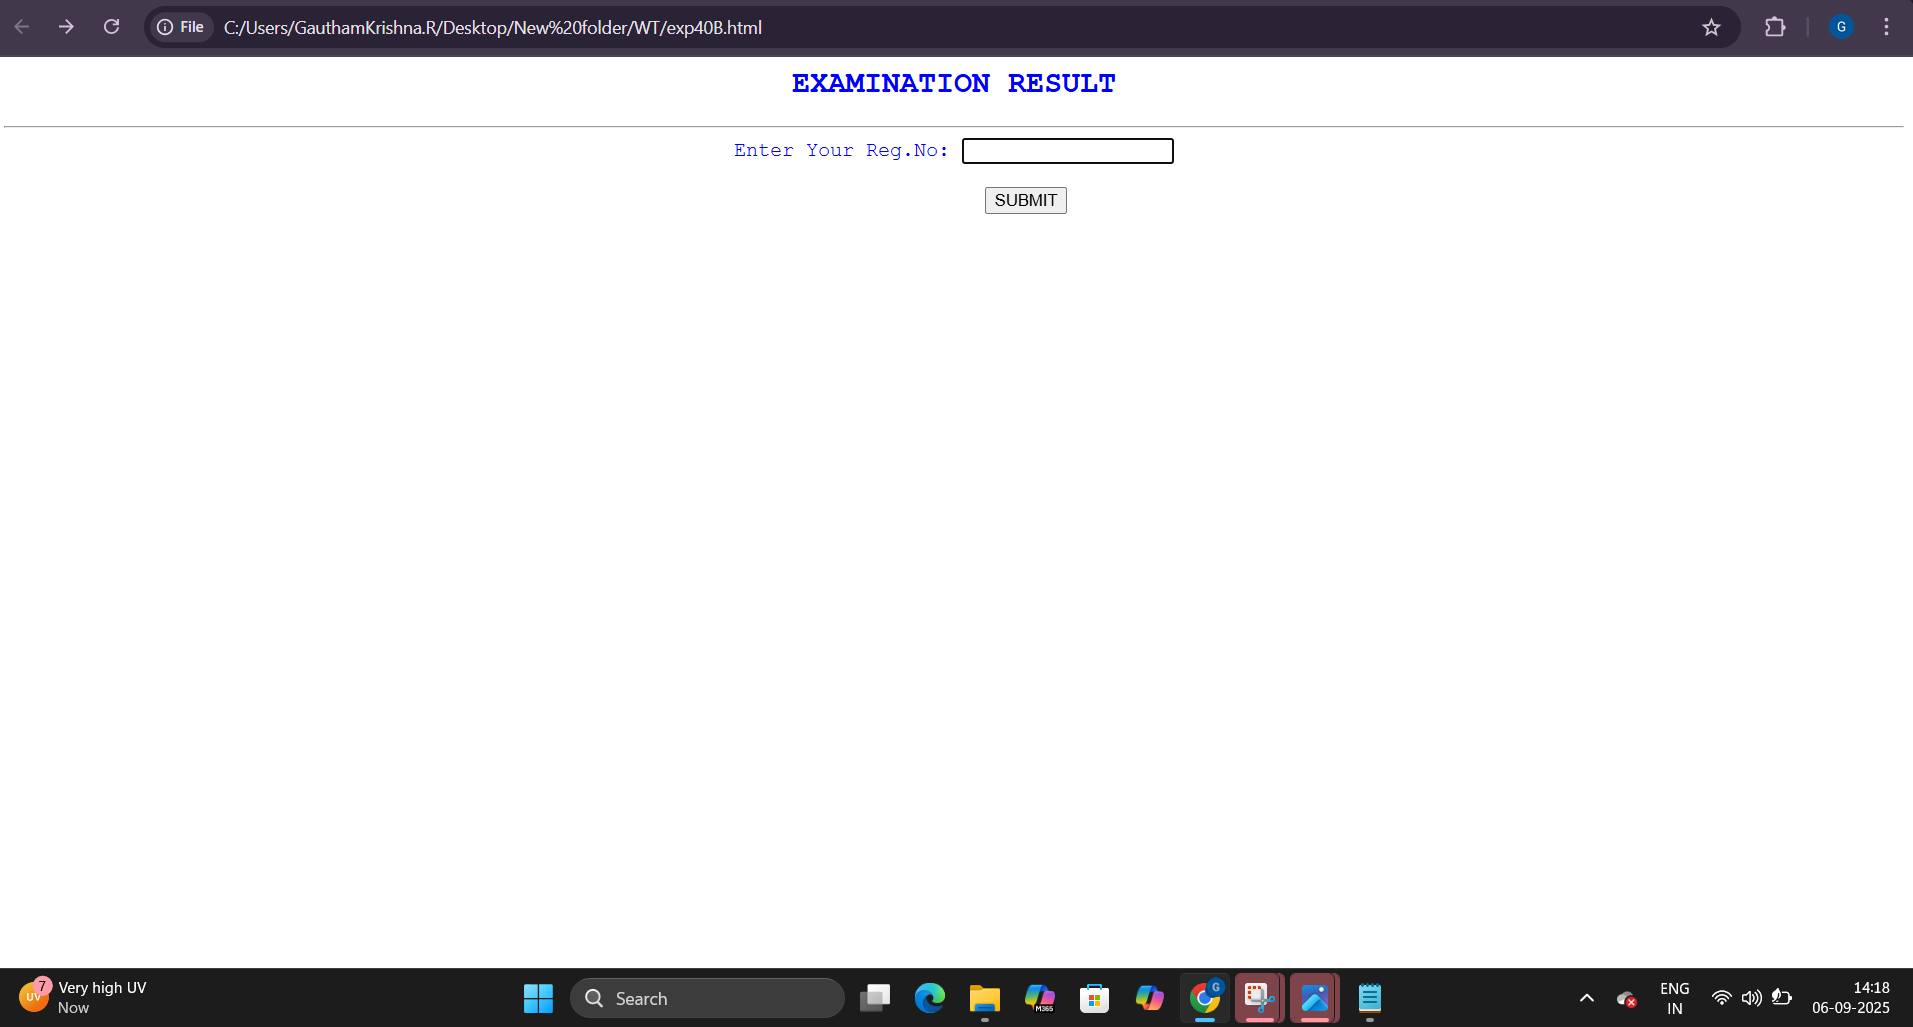 File C:/Users/GauthamKrishna.R/Desktop/New%20folder/WT/exp40B.html
G
EXAMINATION RESULT
Enter Your Reg.No:
SUBMIT
UV 7 Very high UV
Now
Search
M365
G
ENG
IN
14:18
06-09-2025